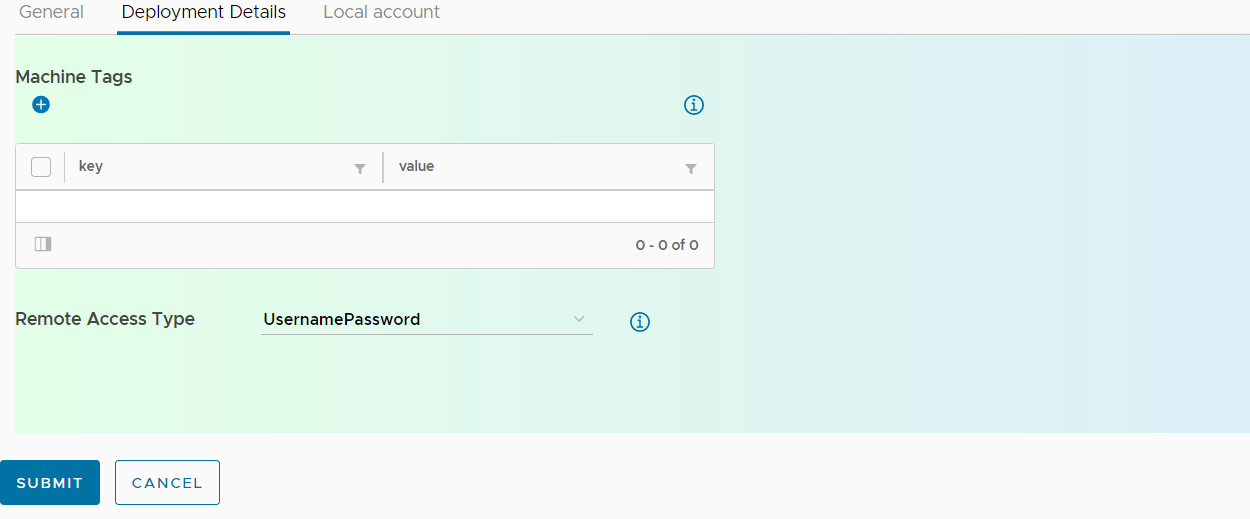 General Deployment Details Local account
Machine Tags
key value
0 - 0 of 0
Remote Access Type UsernamePassword
SUBMIT CANCEL